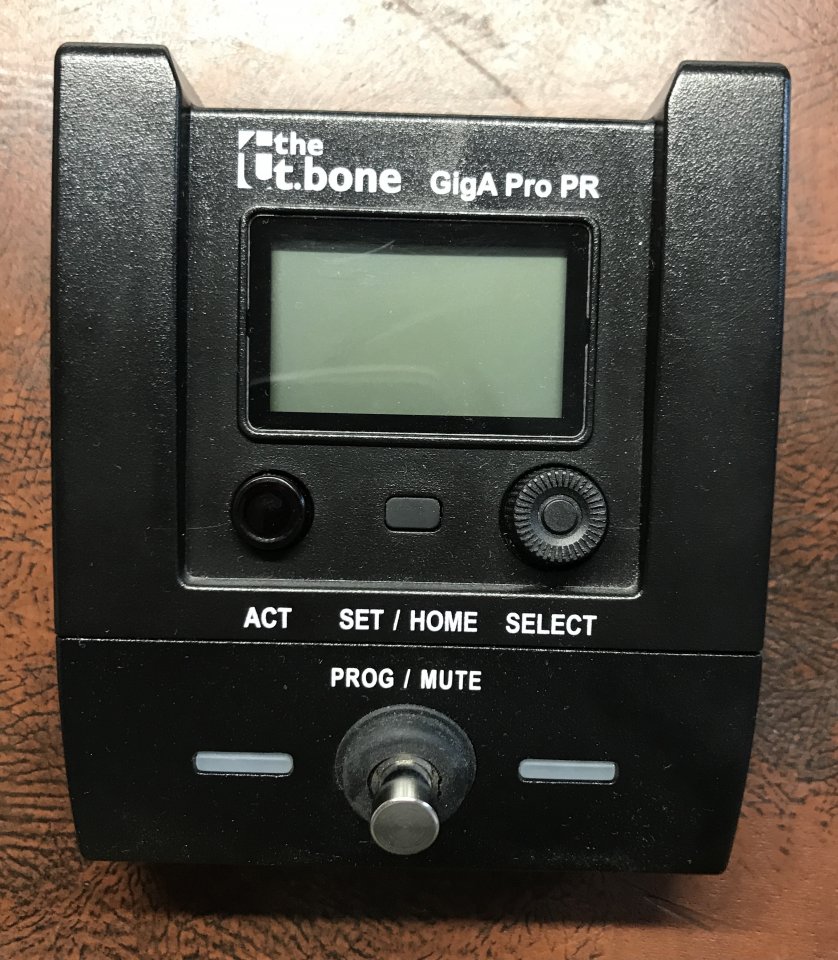 the
t.bone GigA Pro PR
ACT SET / HOME SELECT
PROG / MUTE